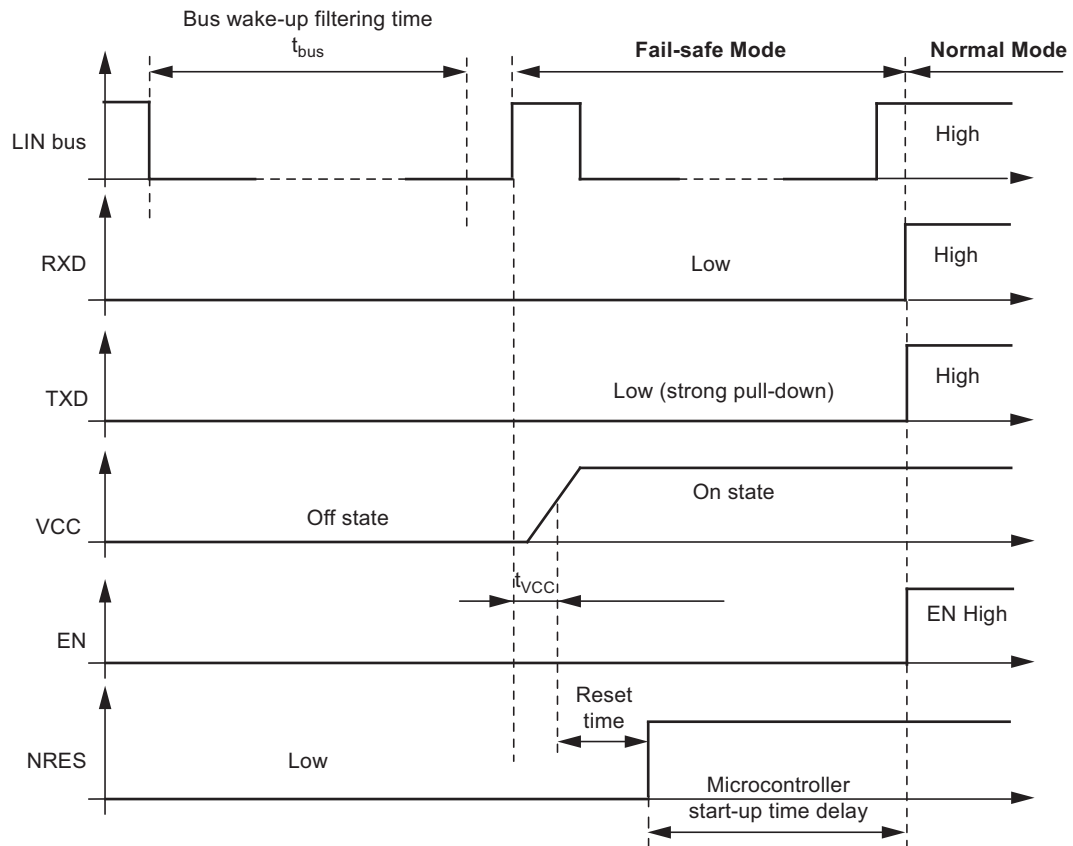 Bus wake-up filtering time
tbus
Fail-safe Mode
Normal Mode
LIN bus
High
RXD
Low
High
TXD
Low (strong pull-down)
High
VCC
Off state
On state
tVCC
EN
EN High
NRES
Low
Reset
time
Microcontroller
start-up time delay